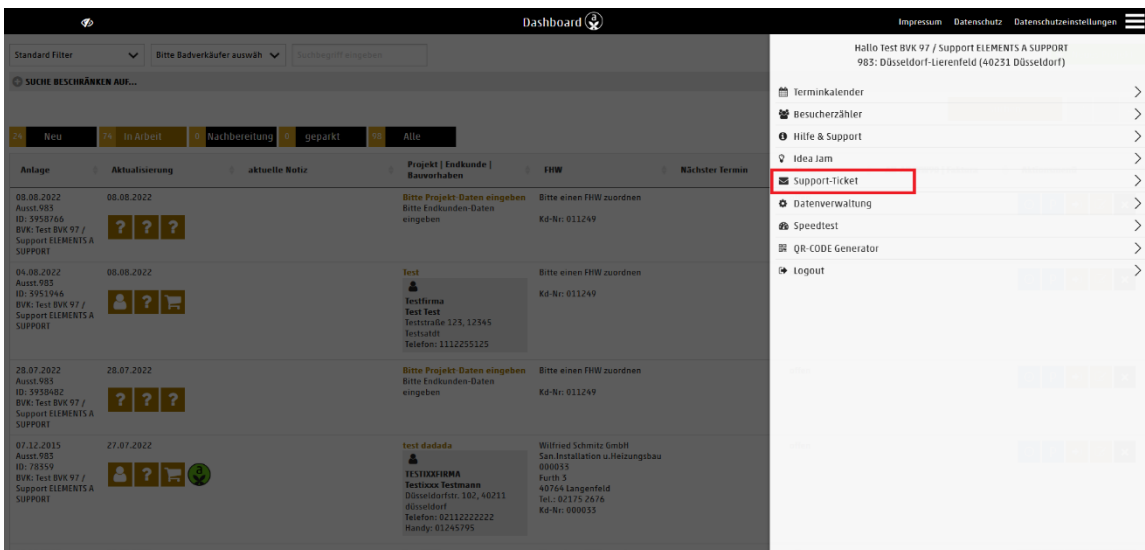 Dashboard
Impressum Datenschutz Datenschutzeinstellungen
Standard Filter
Bitte Badverkäufer auswäh
Suchbegriff eingeben
SUCHE BESCHRÄNKEN AUF...
24 Neu
74 In Arbeit
0 Nachbereitung
0 geparkt
98 Alle
Anlage
Aktualisierung
aktuelle Notiz
Projekt | Endkunde |
Bauvorhaben
FHW
Nächster Termin
08.08.2022
Ausst.983
ID: 3958766
BVK: Test BVK 97 /
Support ELEMENTS A
SUPPORT
08.08.2022
? ? ?
Bitte Projekt-Daten eingeben
Bitte Endkunden-Daten
eingeben
Bitte einen FHW zuordnen
Kd-Nr: 011249
04.08.2022
Ausst.983
ID: 3951946
BVK: Test BVK 97 /
Support ELEMENTS A
SUPPORT
08.08.2022
?
Test
Testfirma
Test Test
Teststraße 123, 12345
Testsatdt
Telefon: 1112255125
Bitte einen FHW zuordnen
Kd-Nr: 011249
28.07.2022
Ausst.983
ID: 3938482
BVK: Test BVK 97 /
Support ELEMENTS A
SUPPORT
28.07.2022
? ? ?
Bitte Projekt-Daten eingeben
Bitte Endkunden-Daten
eingeben
Bitte einen FHW zuordnen
Kd-Nr: 011249
07.12.2015
Ausst.983
ID: 78359
BVK: Test BVK 97 /
Support ELEMENTS A
SUPPORT
27.07.2022
?
test dadada
TESTIXXFIRMA
Testixxx Testmann
Düsseldorfstr. 102, 40211
düsseldorf
Telefon: 02112222222
Handy: 01245795
Wilfried Schmitz GmbH
San.Installation u.Heizungsbau
000033
Furth 3
40764 Langenfeld
Tel.: 02175 2676
Kd-Nr: 000033
Hallo Test BVK 97 / Support ELEMENTS A SUPPORT
983: Düsseldorf-Lierenfeld (40231 Düsseldorf)
Terminkalender
Besucherzähler
Hilfe & Support
Idea Jam
Support-Ticket
Datenverwaltung
Speedtest
QR-CODE Generator
Logout